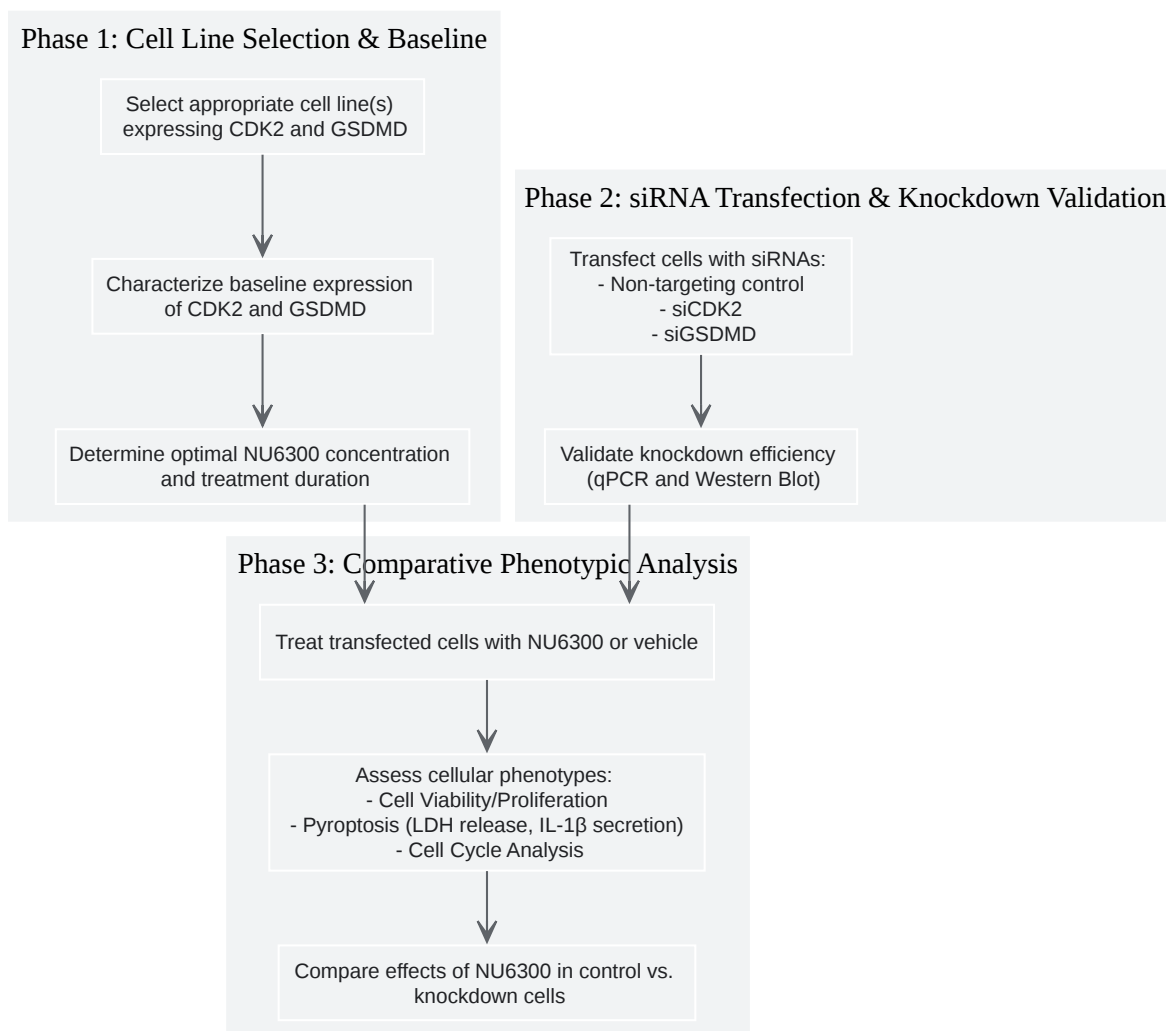 Phase 1: Cell Line Selection & Baseline
Select appropriate cell line(s)
expressing CDK2 and GSDMD
Characterize baseline expression
of CDK2 and GSDMD
Determine optimal NU6300 concentration
and treatment duration
Phase 2: siRNA Transfection & Knockdown Validation
Transfect cells with siRNAs:
- Non-targeting control
- siCDK2
- siGSDMD
Validate knockdown efficiency
(qPCR and Western Blot)
Phase 3: Comparative Phenotypic Analysis
Treat transfected cells with NU6300 or vehicle
Assess cellular phenotypes:
- Cell Viability/Proliferation
- Pyroptosis (LDH release, IL-1β secretion)
- Cell Cycle Analysis
Compare effects of NU6300 in control vs.
knockdown cells